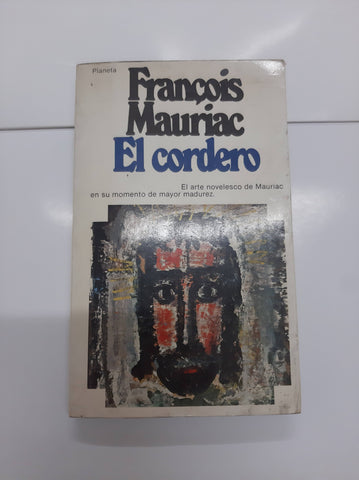 Planeta
François
Mauriac
El cordero
El arte novelesco de Mauriac
en su momento de mayor madurez.